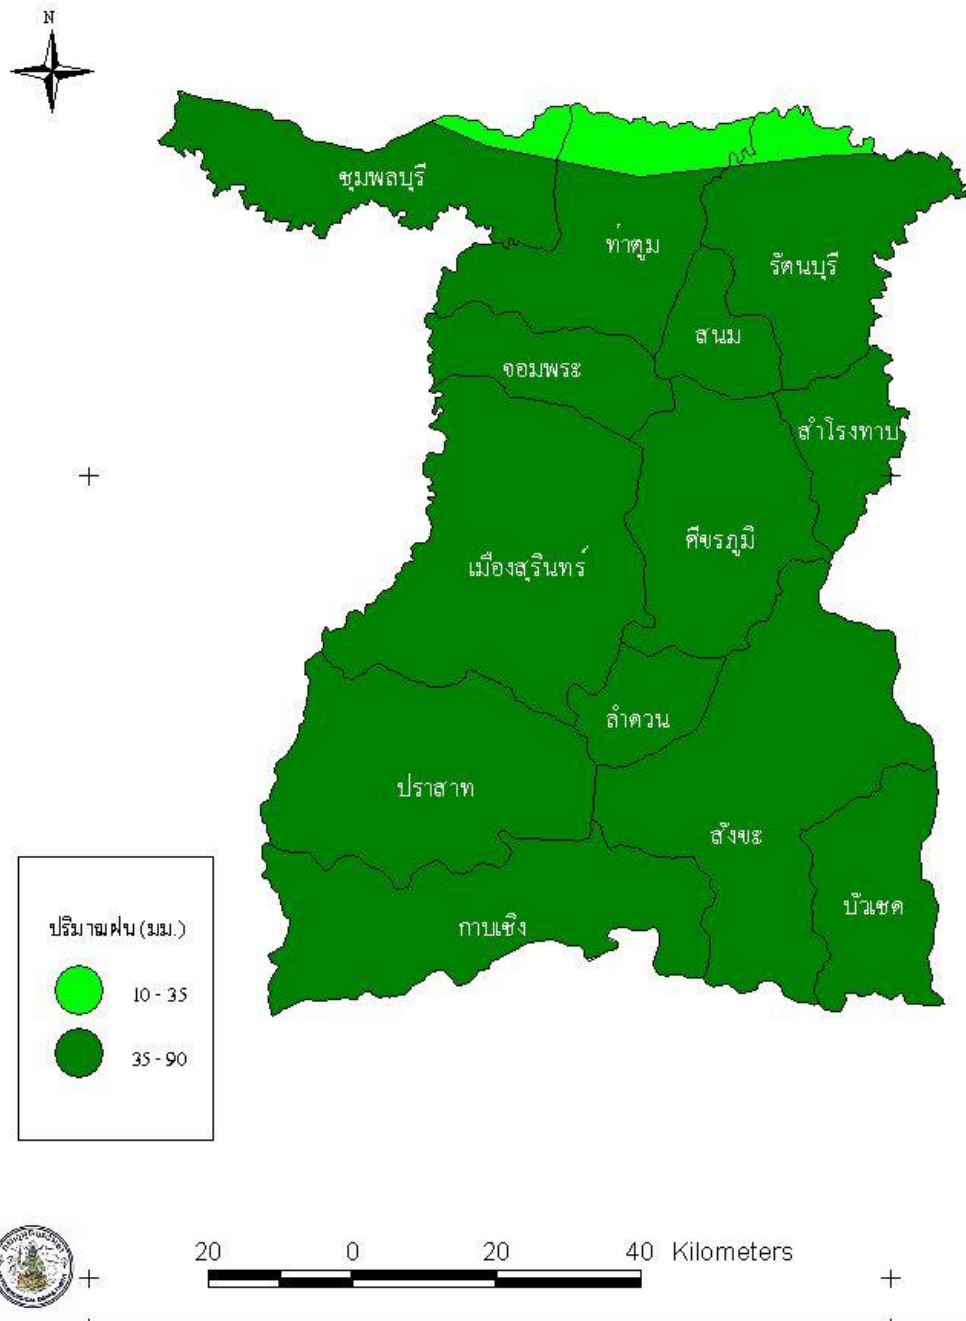 N
ชุมพลบุรี
ท่าตูม
รัตนบุรี
สนม
จอมพระ
สำโรงทาบ
ศีขรภูมิ
เมืองสุรินทร์
ลำดวน
ปราสาท
สังขะ
บัวเชด
กาบเชิง
ปริมาณฝน (มม.)
10 - 35
35 - 90
20 0 20 40 Kilometers